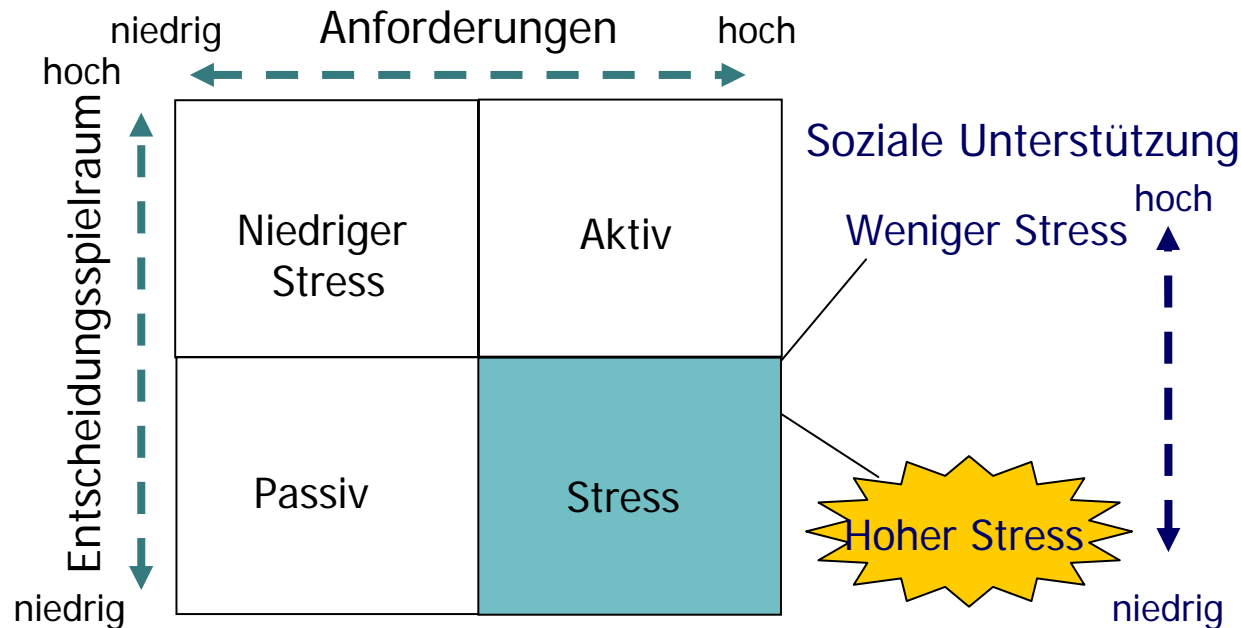 niedrig
Anforderungen
hoch
hoch
Entscheidungsspielraum
niedrig
Niedriger
Stress
Aktiv
Passiv
Stress
Soziale Unterstützung
hoch
Weniger Stress
Hoher Stress
niedrig